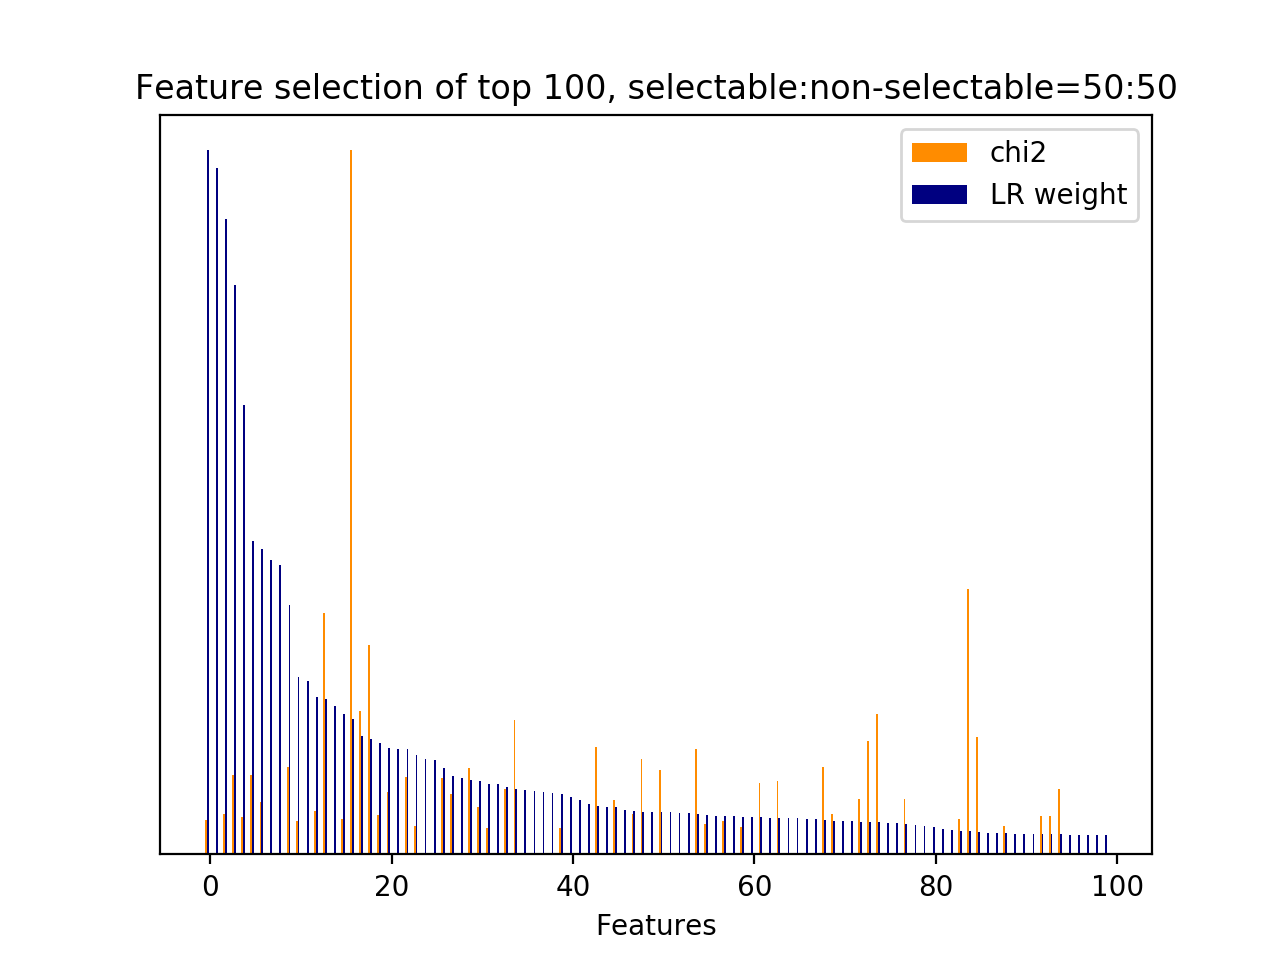 Feature selection of top 100, selectable:non-selectable=50:50
chi2
LR weight
0 20 40 60 80 100
Features